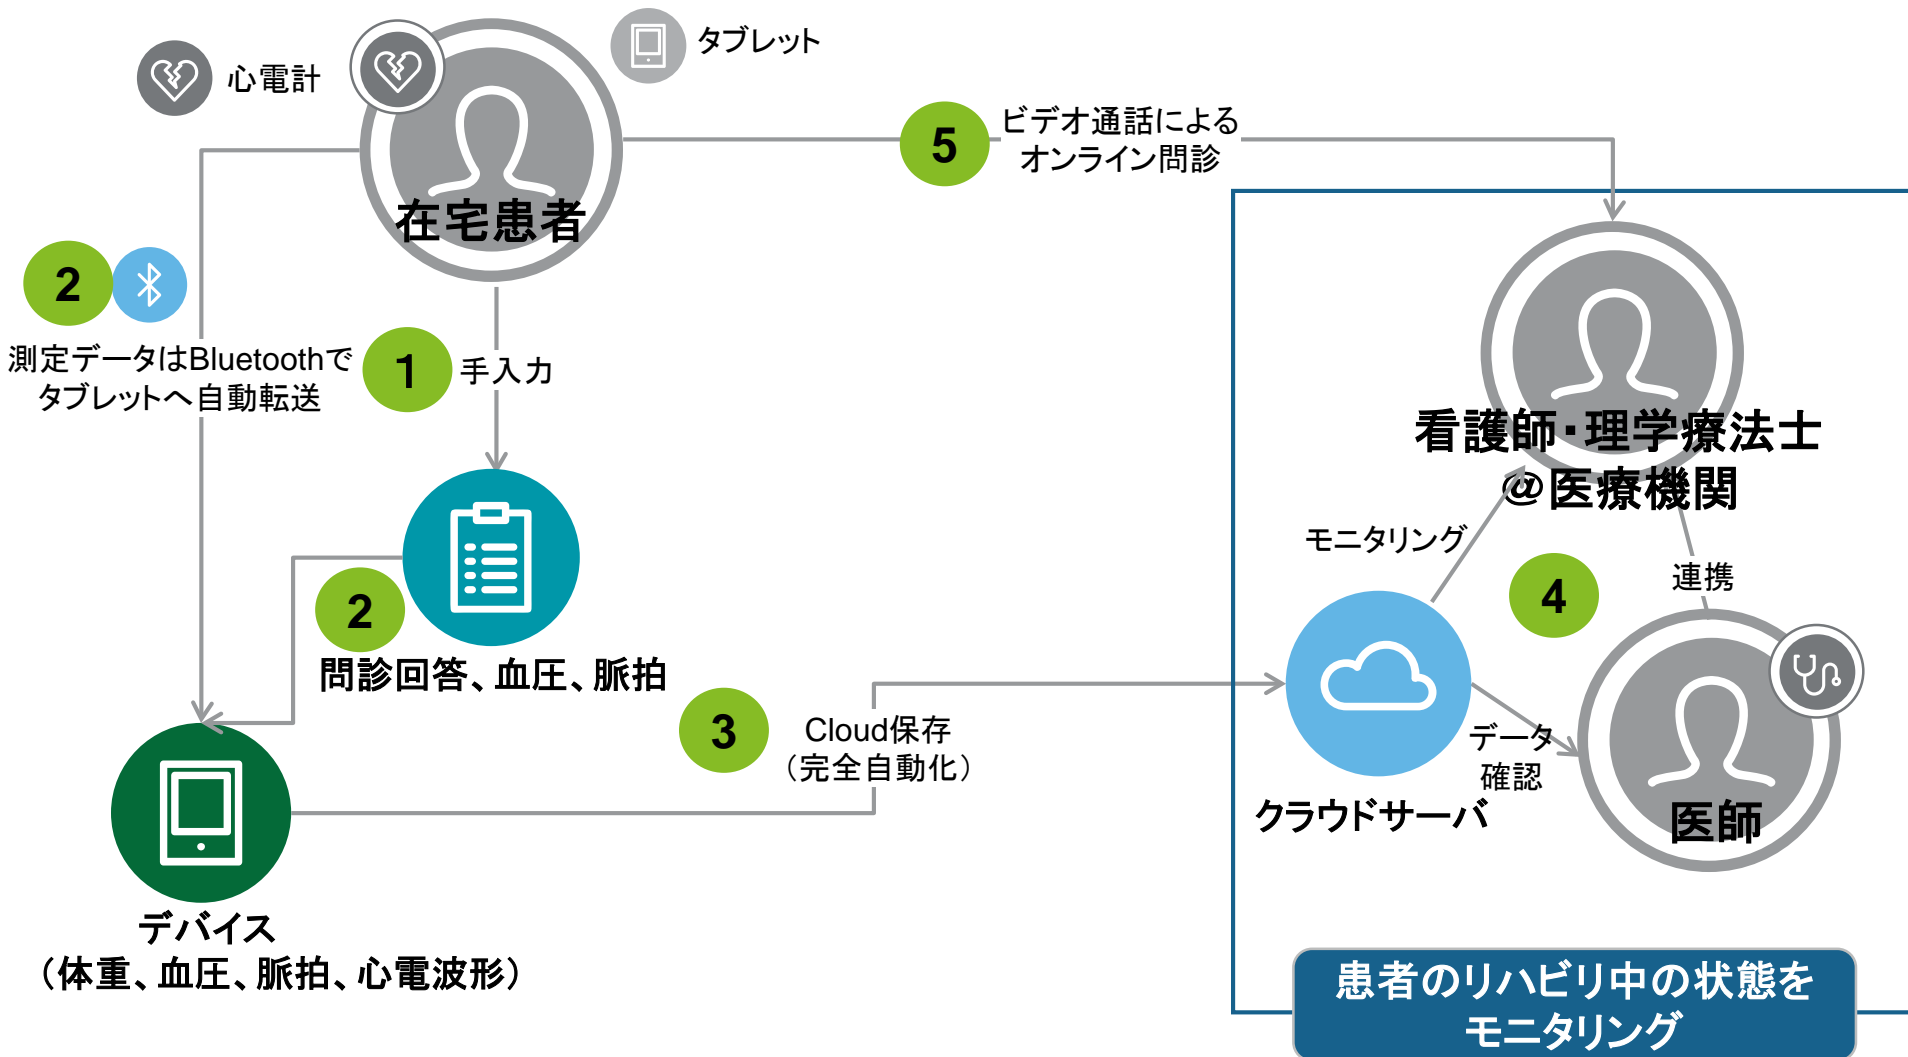 心電計
タブレット
5
ビデオ通話による
オンライン問診
在宅患者
2
測定データはBluetoothで
タブレットへ自動転送
1
手入力
看護師・理学療法士
@医療機関
モニタリング
4
連携
2
問診回答、血圧、脈拍
3
Cloud保存
（完全自動化）
データ
確認
クラウドサーバ
医師
デバイス
（体重、血圧、脈拍、心電波形）
患者のリハビリ中の状態を
モニタリング